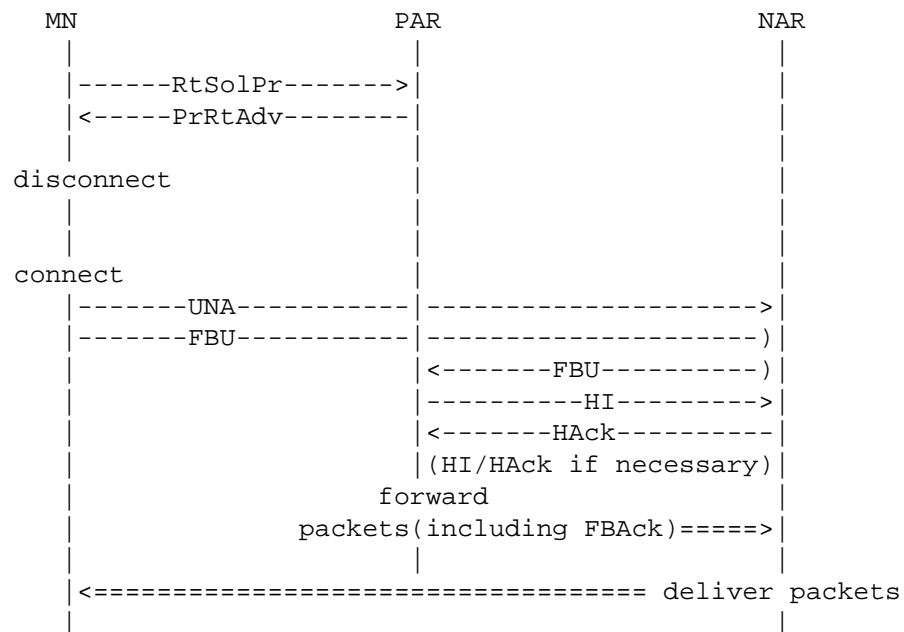 MN PAR NAR
| | |
|------RtSolPr------->| |
|<-----PrRtAdv--------| |
| | |
disconnect | |
| | |
| | |
connect | |
|-------UNA-----------|--------------------->|
|-------FBU-----------|---------------------)|
| |<-------FBU----------)|
| |----------HI--------->|
| |<-------HAck----------|
| |(HI/HAck if necessary)|
| forward |
| packets(including FBAck)=====>|
| | |
|<=================================== deliver packets
| |